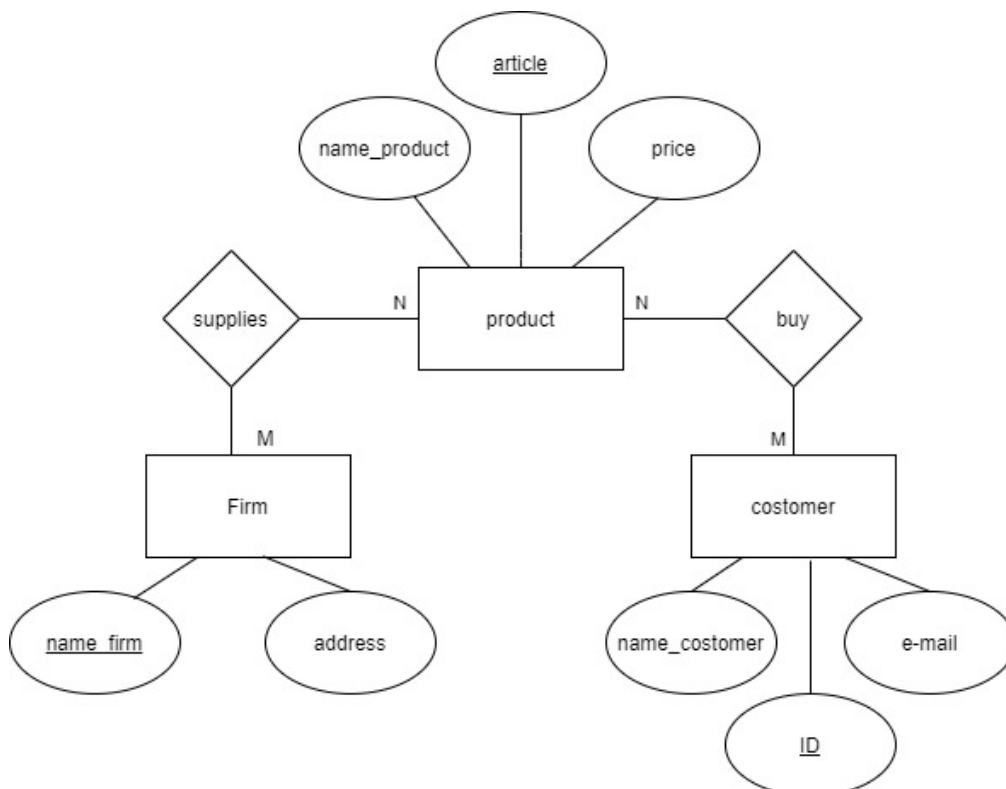 article
name_product
price
supplies
N
product
N
buy
M
M
Firm
costomer
name_firm
address
name_costomer
e-mail
ID